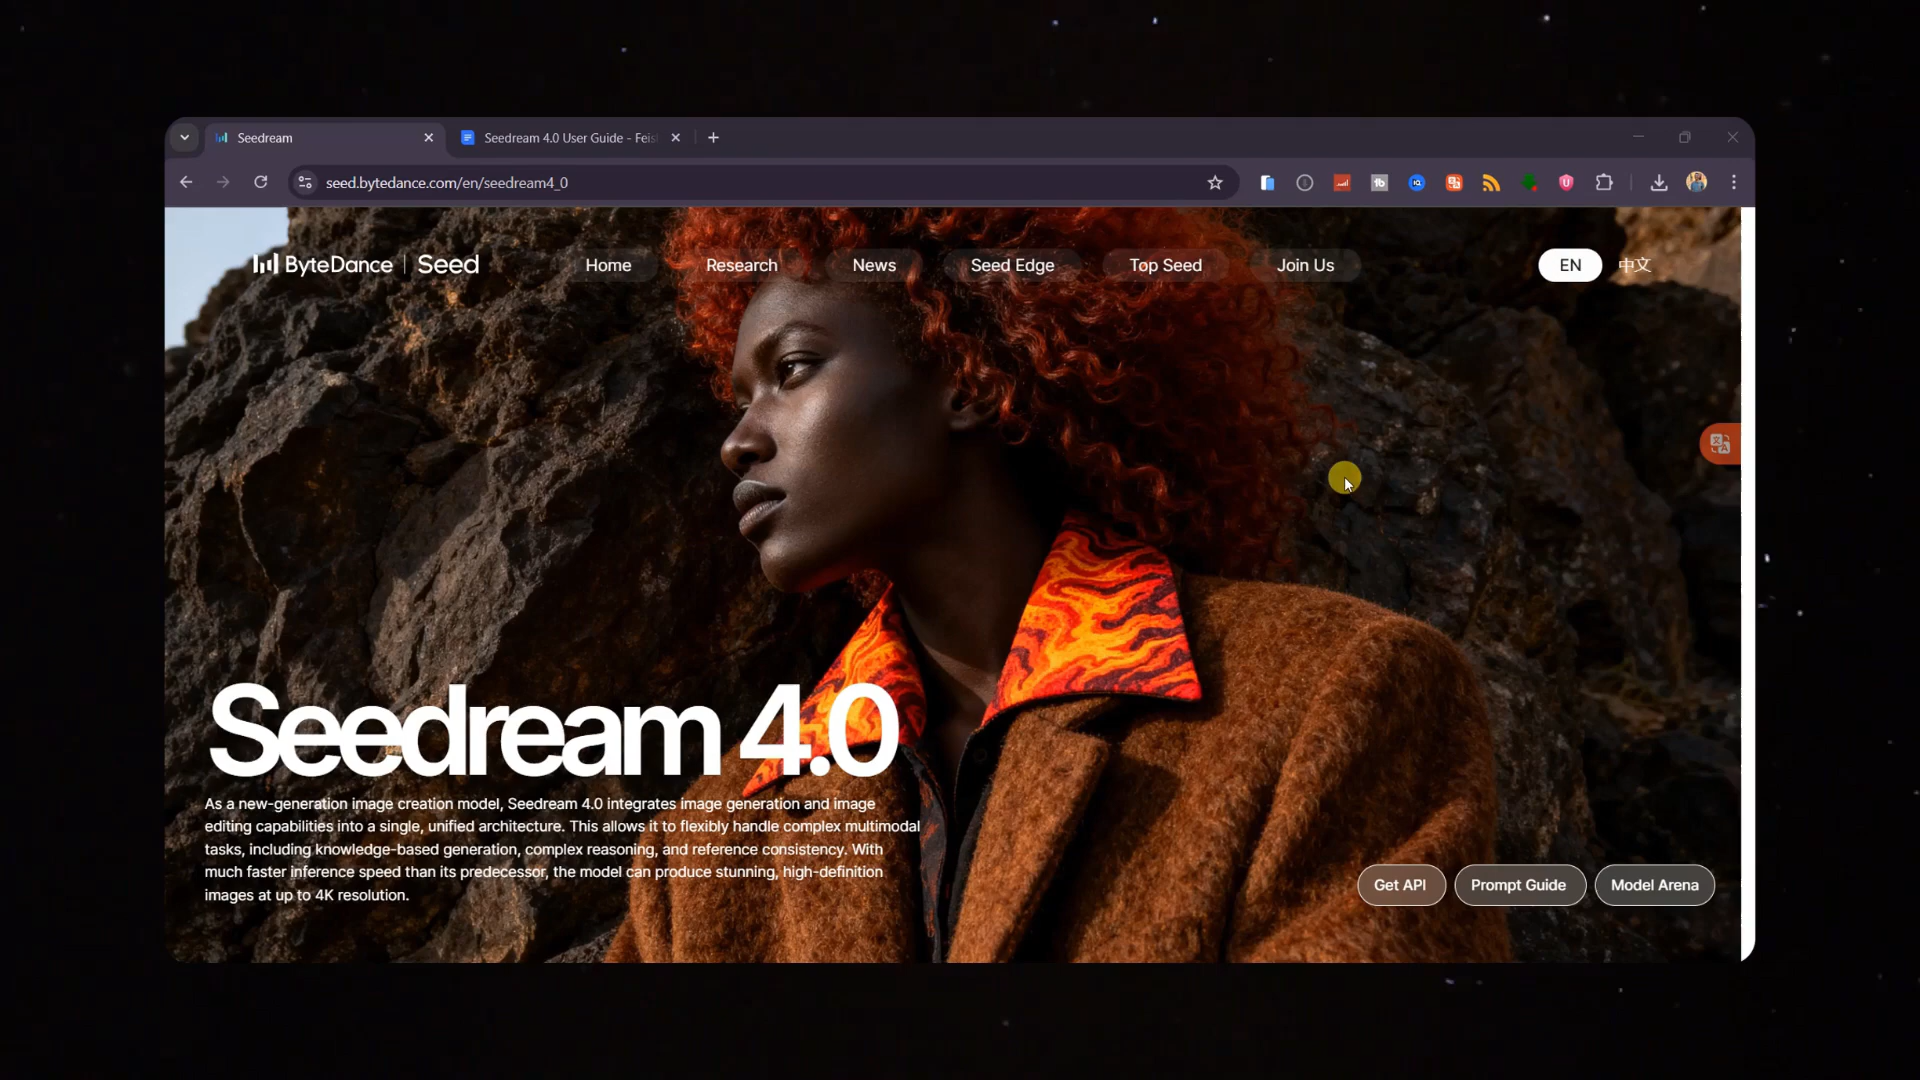 Seedream
Seedream 4.0 User Guide - Feis
seed.bytedance.com/en/seedream4_0
ByteDance | Seed
Home
Research
News
Seed Edge
Top Seed
Join Us
EN
中文
Seedream 4.0
As a new-generation image creation model, Seedream 4.0 integrates image generation and image
editing capabilities into a single, unified architecture. This allows it to flexibly handle complex multimodal
tasks, including knowledge-based generation, complex reasoning, and reference consistency. With
much faster inference speed than its predecessor, the model can produce stunning, high-definition
images at up to 4K resolution.
Get API
Prompt Guide
Model Arena